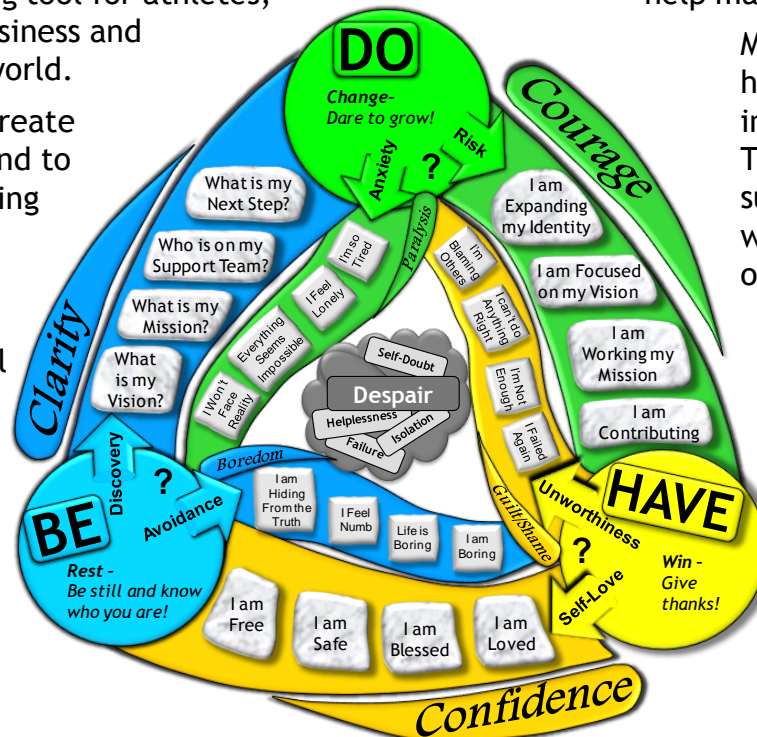 g tool for athletes,
siness and
world.
reate
nd to
ing
l
help ma
M
h
in
T
su
w
o
DO
Change-
Dare to grow!
Anxiety
?
Risk
Courage
Clarity
What is my
Next Step?
Who is on my
Support Team?
What is my
Mission?
What
is my
Vision?
I'm so
Tired
I Feel
Lonely
Everything
Seems
Impossible
I Won't
Face
Reality
Paralysis
I'm
Blaming
Others
I can't do
Anything
Right
I'm Not
Enough
I Failed
Again
I am
Expanding
my Identity
I am Focused
on my Vision
I am
Working my
Mission
I am
Contributing
Self-Doubt
Despair
Helplessness
Isolation
Failure
BE
Discovery
?
Avoidance
Rest -
Be still and know
who you are!
Boredom
I am
Hiding
From the
Truth
I Feel
Numb
Life is
Boring
I am
Boring
Guilt/Shame
HAVE
Unworthiness
?
Self-Love
Win -
Give
thanks!
I am
Free
I am
Safe
I am
Blessed
I am
Loved
Confidence